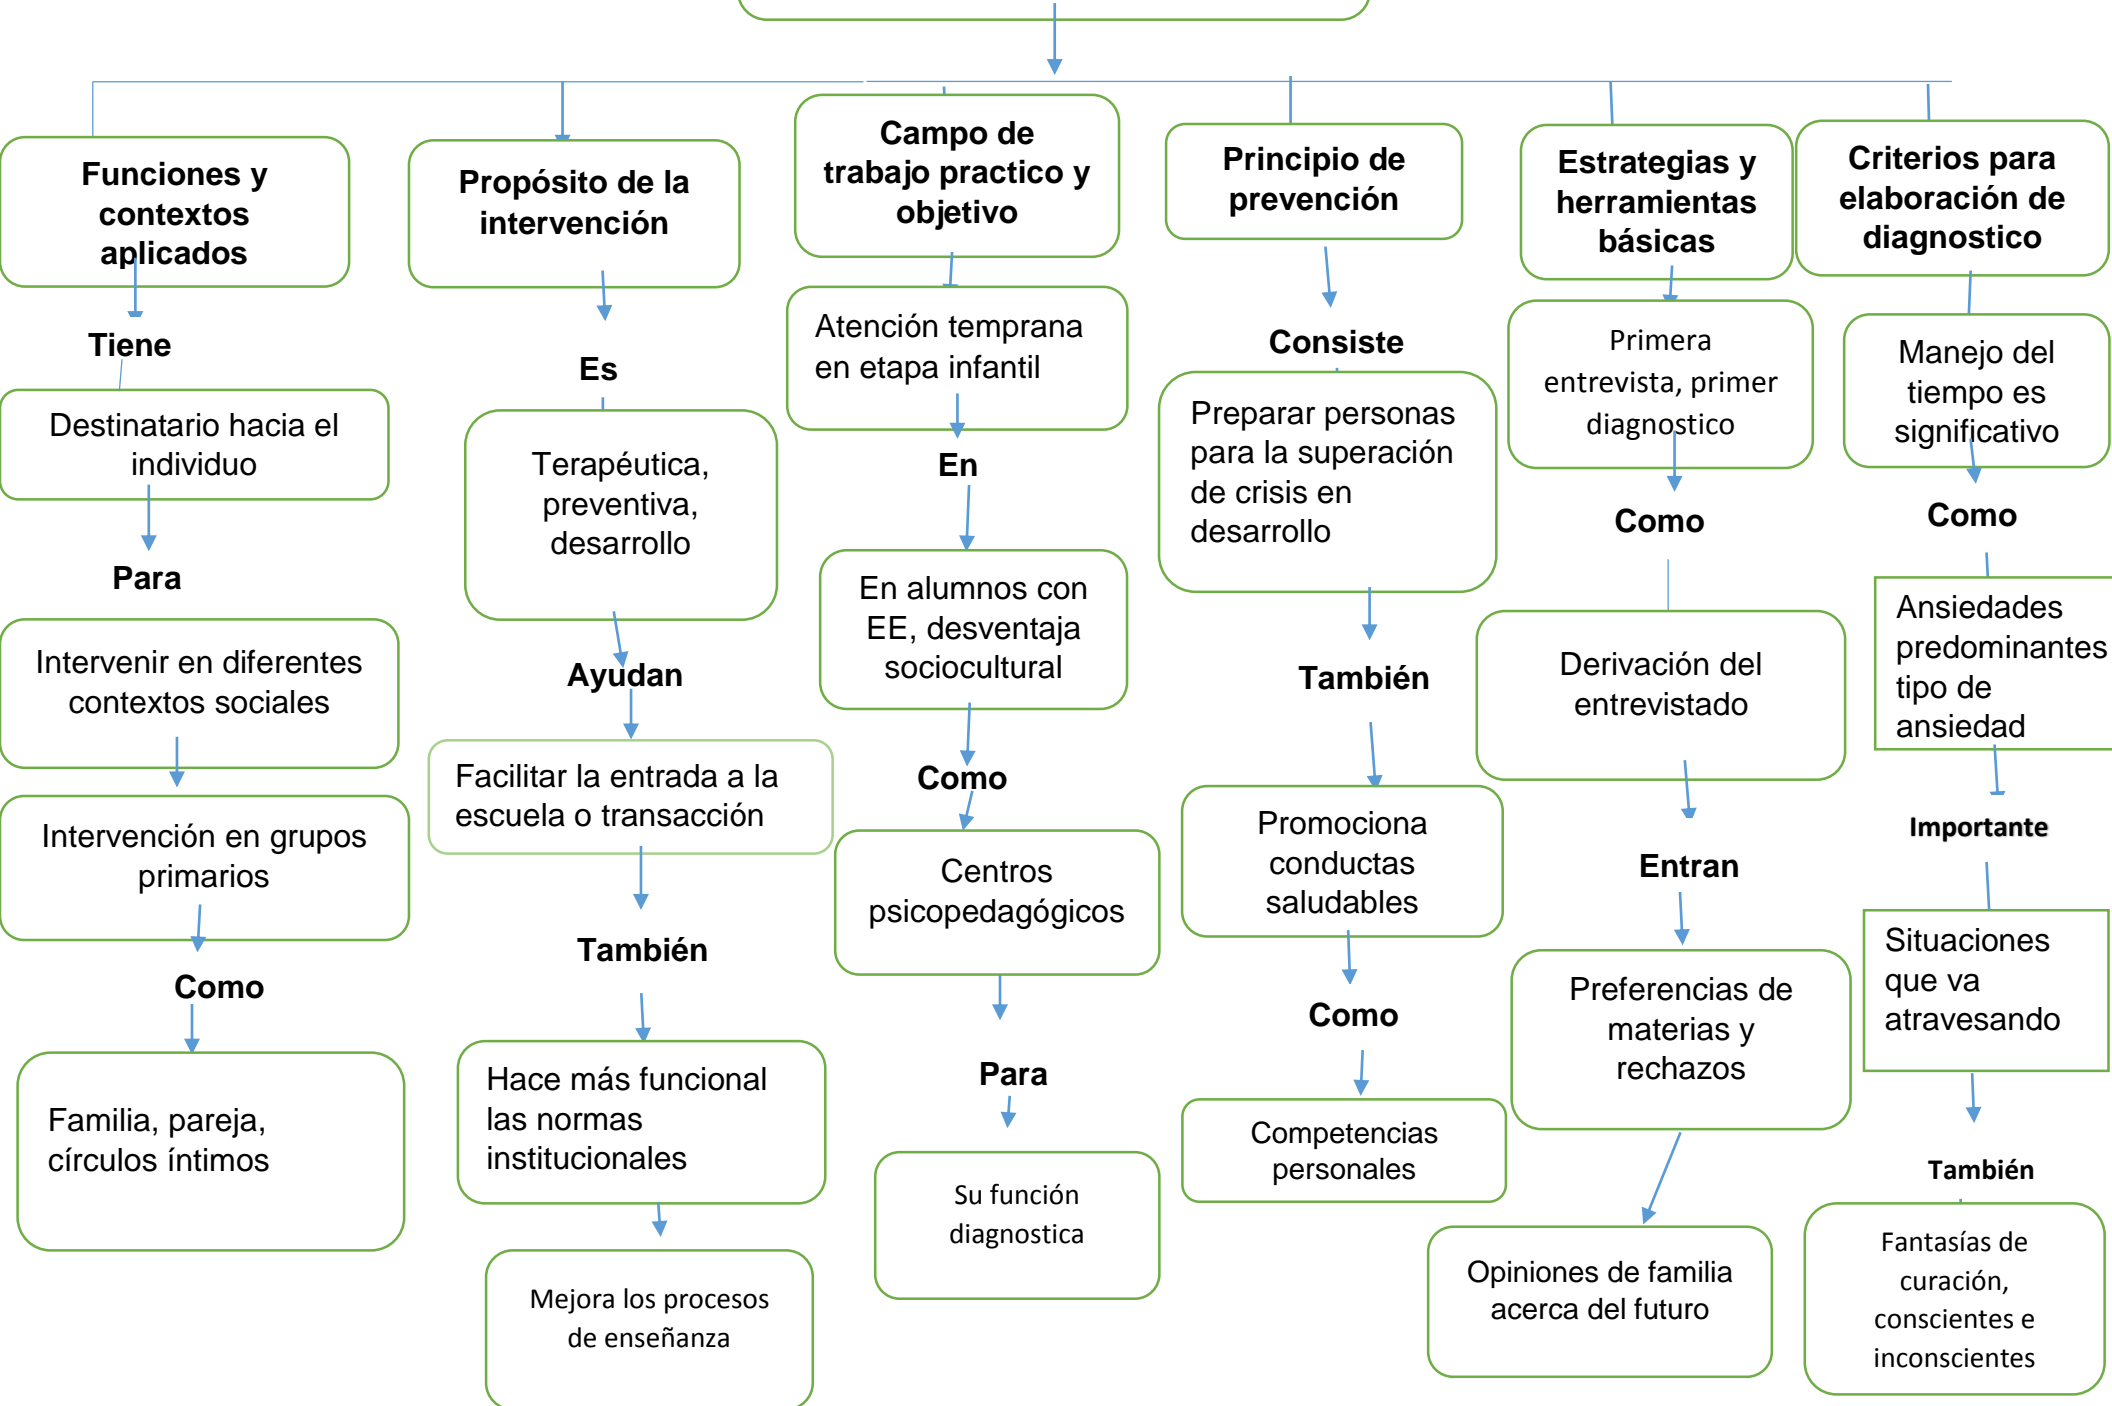 Funciones y
contextos
aplicados
Tiene
Destinatario hacia el
individuo
Para
Intervenir en diferentes
contextos sociales
Intervención en grupos
primarios
Como
Familia, pareja,
círculos íntimos
Propósito de la
intervención
Es
Terapéutica,
preventiva,
desarrollo
Ayudan
Facilitar la entrada a la
escuela o transacción
También
Hace más funcional
las normas
institucionales
Mejora los procesos
de enseñanza
Campo de
trabajo practico y
objetivo
Atención temprana
en etapa infantil
En
En alumnos con
EE, desventaja
sociocultural
Como
Centros
psicopedagógicos
Para
Su función
diagnostica
Principio de
prevención
Consiste
Preparar personas
para la superación
de crisis en
desarrollo
También
Promociona
conductas
saludables
Como
Competencias
personales
Estrategias y
herramientas
básicas
Primera
entrevista, primer
diagnostico
Como
Derivación del
entrevistado
Entran
Preferencias de
materias y
rechazos
Opiniones de familia
acerca del futuro
Criterios para
elaboración de
diagnostico
Manejo del
tiempo es
significativo
Como
Ansiedades
predominantes
tipo de
ansiedad
Importante
Situaciones
que va
atravesando
También
Fantasías de
curación,
conscientes e
inconscientes